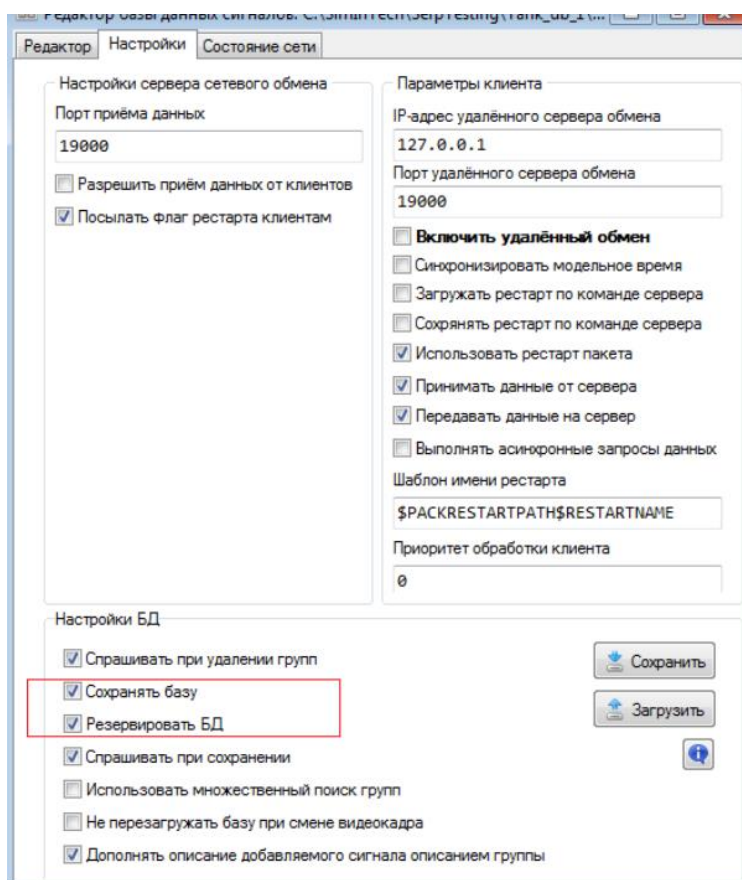 Редактор базы данных сигналов: C:\SimInTech\SerpTesting\Tank_db_1\...
Редактор
Настройки
Состояние сети
Настройки сервера сетевого обмена
Порт приёма данных
19000
Разрешить приём данных от клиентов
Посылать флаг рестарта клиентам
Параметры клиента
IP-адрес удалённого сервера обмена
127.0.0.1
Порт удалённого сервера обмена
19000
Включить удалённый обмен
Синхронизировать модельное время
Загружать рестарт по команде сервера
Сохрянять рестарт по команде сервера
Использовать рестарт пакета
Принимать данные от сервера
Передавать данные на сервер
Выполнять асинхронные запросы данных
Шаблон имени рестарта
$PACKRESTARTPATH$RESTARTNAME
Приоритет обработки клиента
0
Настройки БД
Спрашивать при удалении групп
Сохранять базу
Резервировать БД
Спрашивать при сохранении
Использовать множественный поиск групп
Не перезагружать базу при смене видеокадра
Дополнять описание добавляемого сигнала описанием группы
Сохранить
Загрузить